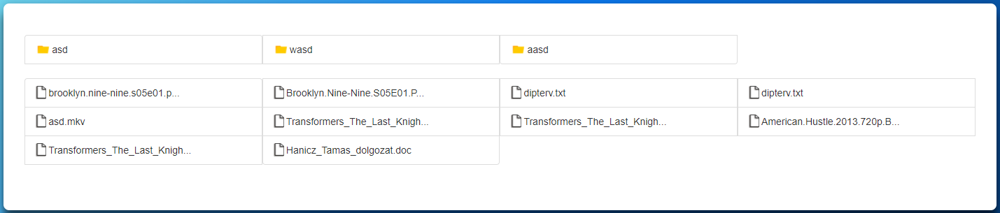 asd wasd aasd
brooklyn.nine-nine.s05e01.p... Brooklyn.Nine-Nine.S05E01.P... dipterv.txt dipterv.txt
asd.mkv Transformers_The_Last_Knigh... Transformers_The_Last_Knigh... American.Hustle.2013.720p.B...
Transformers_The_Last_Knigh... Hanicz_Tamas_dolgozat.doc